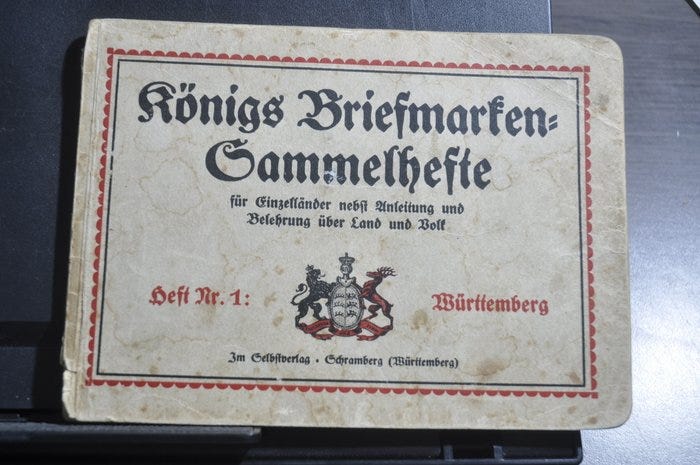 Königs Briefmarken-
Sammelhefte
für Einzelländer nebst Anleitung und
Belehrung über Land und Volk
Heft Nr. 1: Württemberg
Im Selbstverlag • Schramberg (Württemberg)